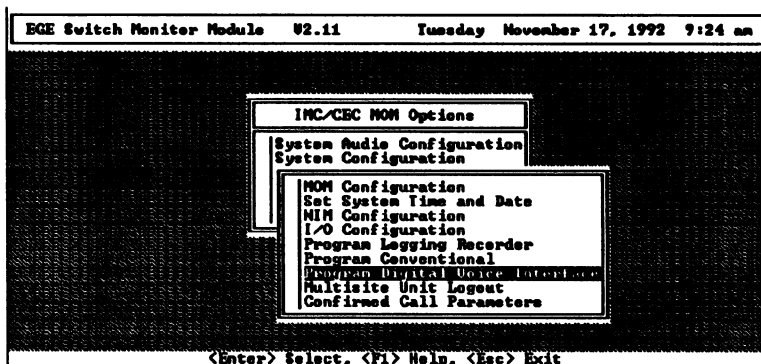 EGE Switch Monitor Module V2.11 Tuesday November 17, 1992 9:24 am
IMC/CEC MOM Options
System Audio Configuration
System Configuration
MOM Configuration
Set System Time and Date
NIM Configuration
I/O Configuration
Program Logging Recorder
Program Conventional
Program Digital Voice Interface
Multisite Unit Logout
Confirmed Call Parameters
<Enter> Select, <F1> Help, <Esc> Exit